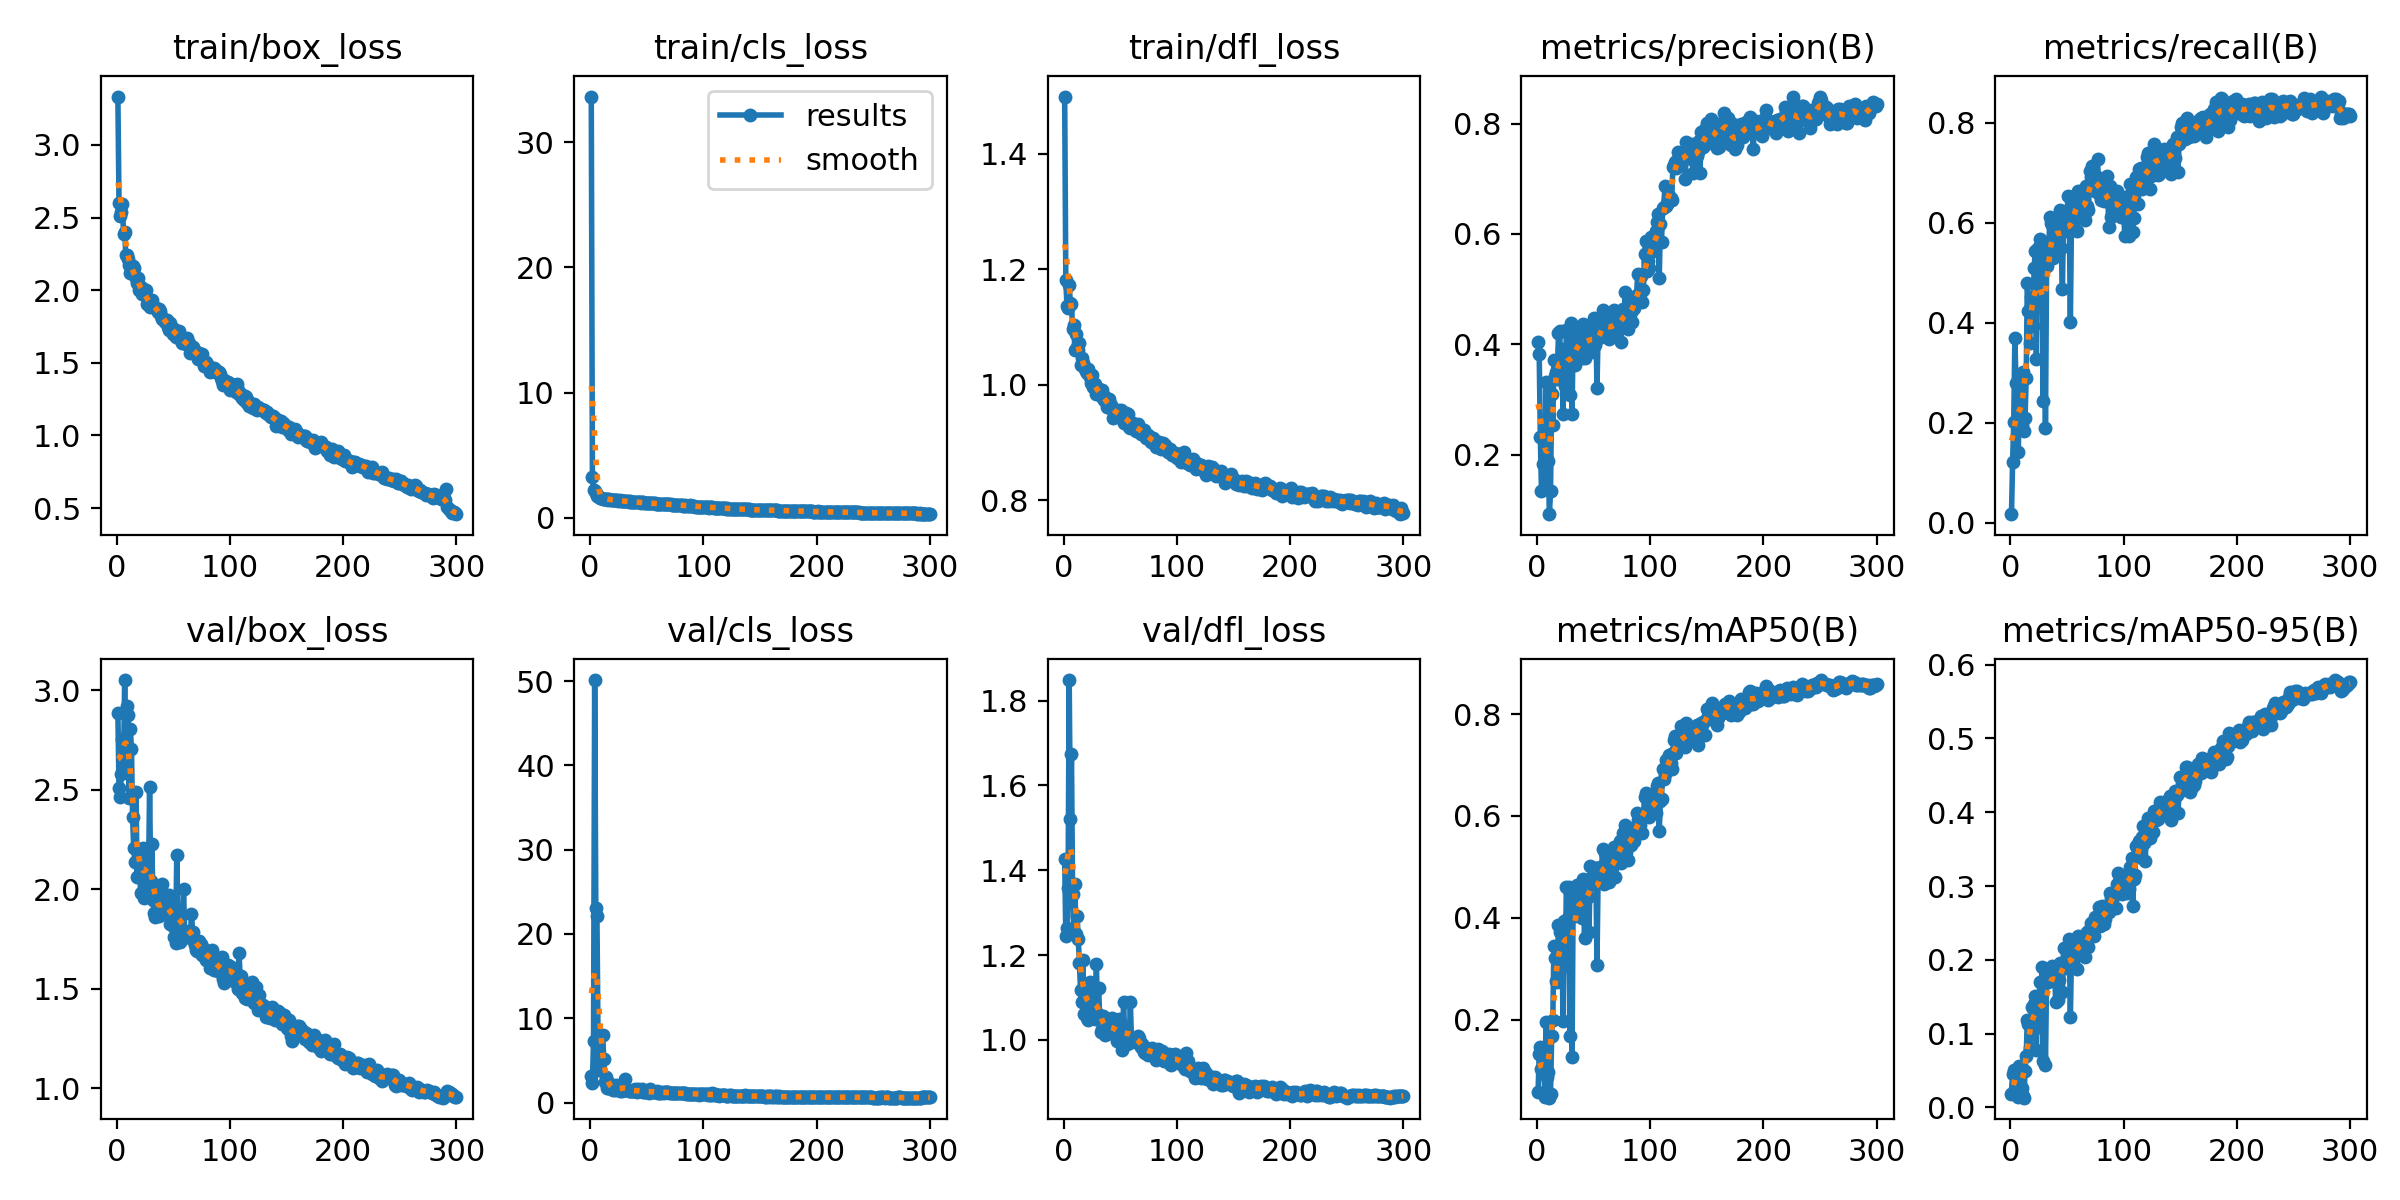 train/box_loss
3.0
2.5
2.0
1.5
1.0
0.5
0 100 200 300
train/cls_loss
results
smooth
30
20
10
0
0 100 200 300
train/dfl_loss
1.4
1.2
1.0
0.8
0 100 200 300
metrics/precision(B)
0.8
0.6
0.4
0.2
0 100 200 300
metrics/recall(B)
0.8
0.6
0.4
0.2
0.0
0 100 200 300
val/box_loss
3.0
2.5
2.0
1.5
1.0
0 100 200 300
val/cls_loss
50
40
30
20
10
0
0 100 200 300
val/dfl_loss
1.8
1.6
1.4
1.2
1.0
0 100 200 300
metrics/mAP50(B)
0.8
0.6
0.4
0.2
0 100 200 300
metrics/mAP50-95(B)
0.6
0.5
0.4
0.3
0.2
0.1
0.0
0 100 200 300